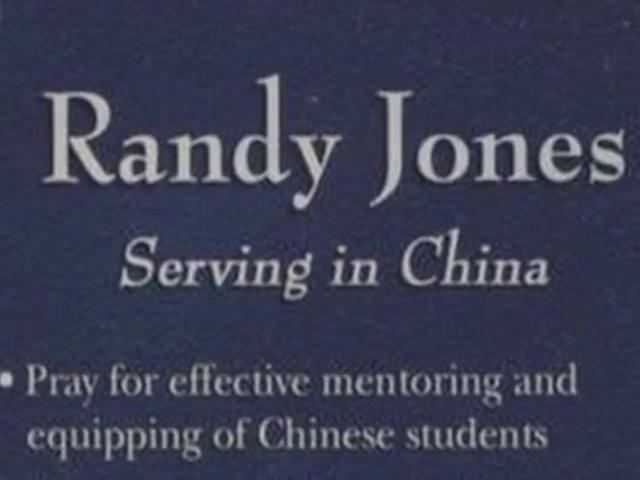 Randy Jones
Serving in China
• Pray for effective mentoring and
equipping of Chinese students